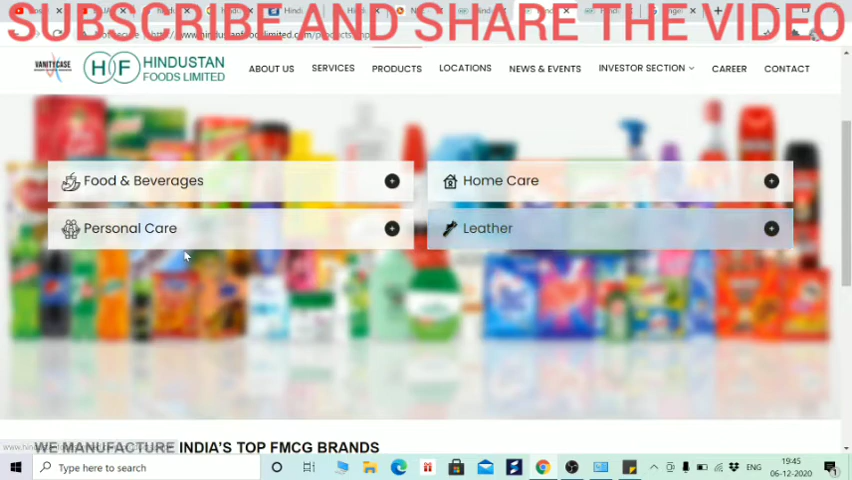 SUBSCRIBE AND SHARE THE VIDEO
VANITYCASE
HF HINDUSTAN FOODS LIMITED
ABOUT US SERVICES PRODUCTS LOCATIONS NEWS & EVENTS INVESTOR SECTION CAREER CONTACT
Food & Beverages
Home Care
Personal Care
Leather
WE MANUFACTURE INDIA'S TOP FMCG BRANDS
Type here to search
ENG
19:45
06-12-2020